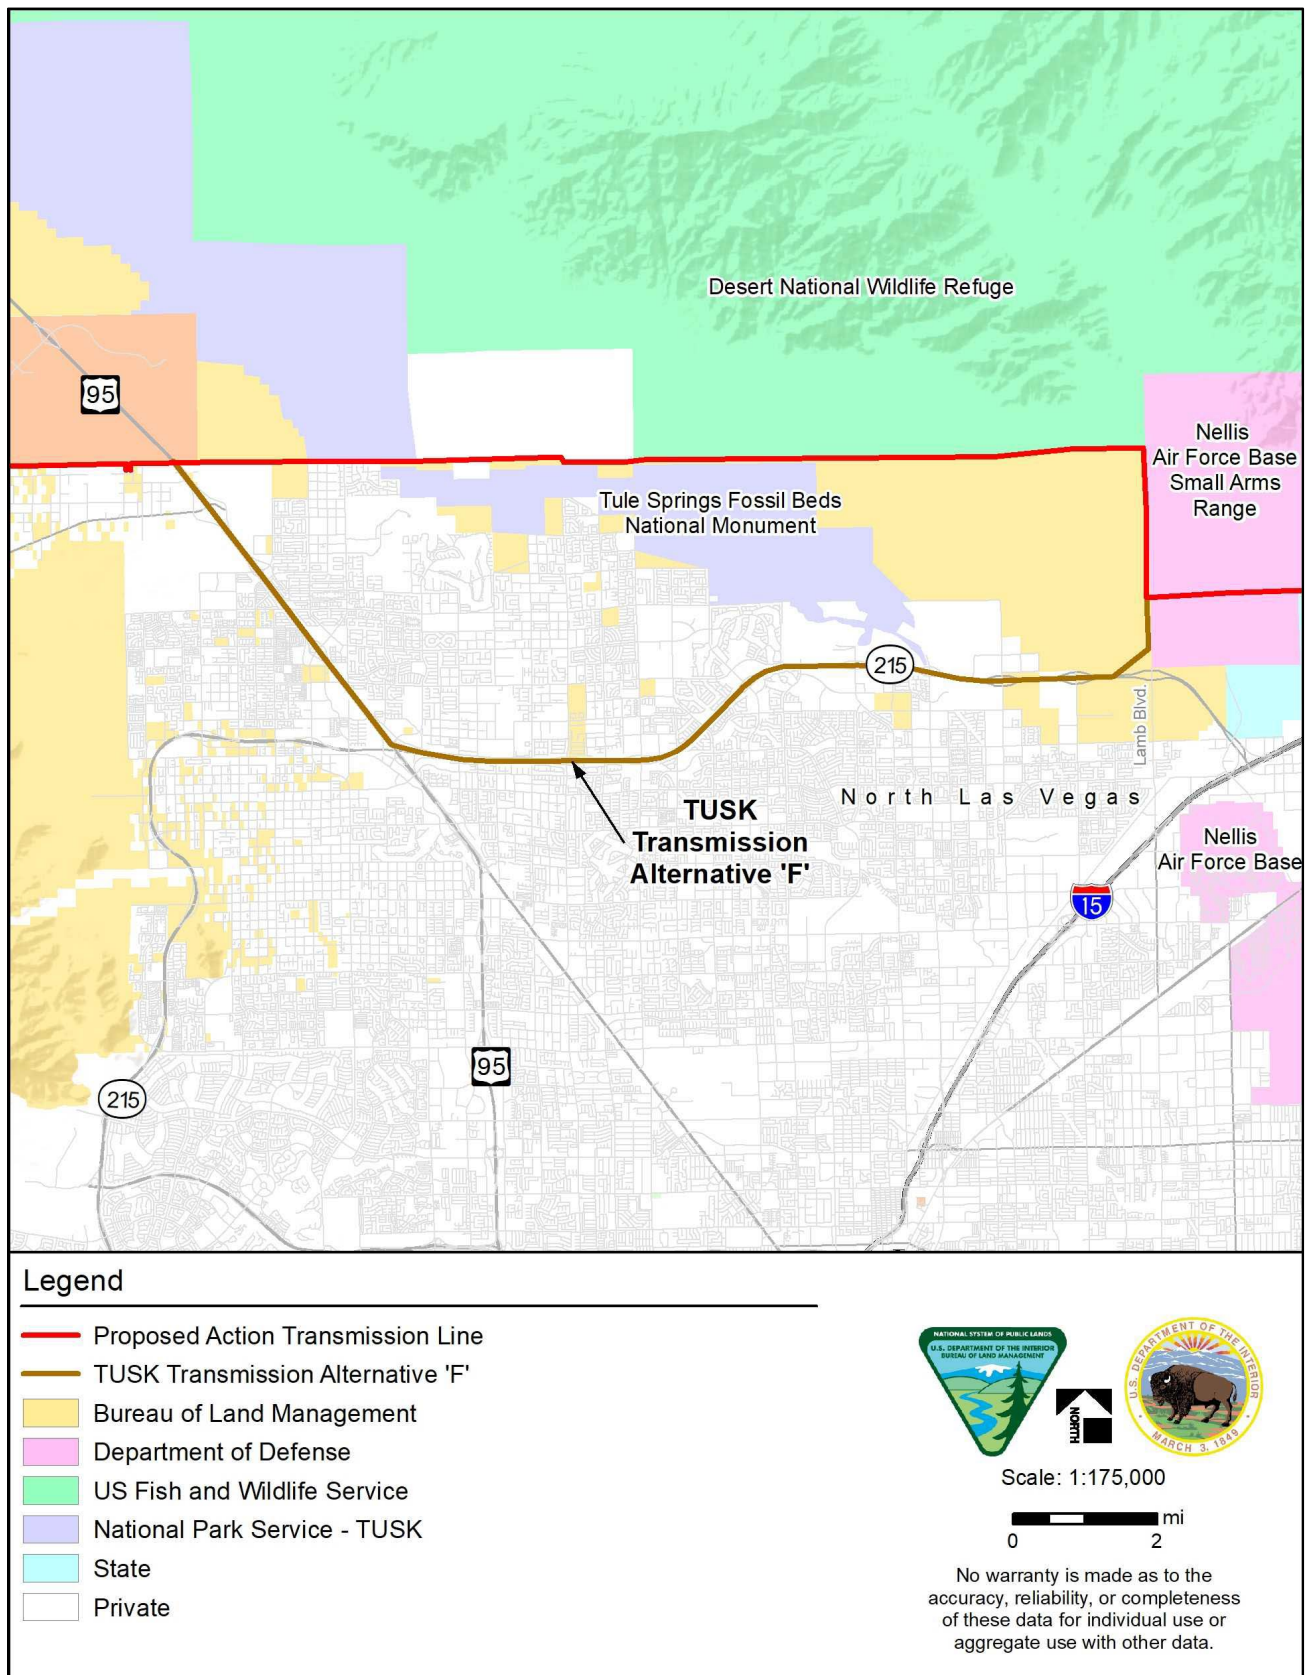 Desert National Wildlife Refuge
95
Nellis
Air Force Base
Small Arms
Range
Tule Springs Fossil Beds
National Monument
215
Lamb Blvd.
North Las Vegas
TUSK
Transmission
Alternative 'F'
Nellis
Air Force Base
15
95
215
Legend
Proposed Action Transmission Line
TUSK Transmission Alternative 'F'
Bureau of Land Management
Department of Defense
US Fish and Wildlife Service
National Park Service - TUSK
State
Private
NATIONAL SYSTEM OF PUBLIC LANDS
U.S. DEPARTMENT OF THE INTERIOR
BUREAU OF LAND MANAGEMENT
NORTH
U.S. DEPARTMENT OF THE INTERIOR
MARCH 3, 1849
Scale: 1:175,000
mi
0 2
No warranty is made as to the
accuracy, reliability, or completeness
of these data for individual use or
aggregate use with other data.